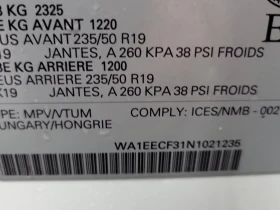 B KG 2325
E KG AVANT 1220
EUS AVANT 235/50 R19
19 JANTES, A 260 KPA 38 PSI FROIDS
BE KG ARRIERE 1200
EUS ARRIERE 235/50 R19
19 JANTES, A 260 KPA 38 PSI FROIDS
TYPE: MPV/VTUM COMPLY: ICES/NMB - 002
HUNGARY/HONGRIE
WA1EECF31N1021235